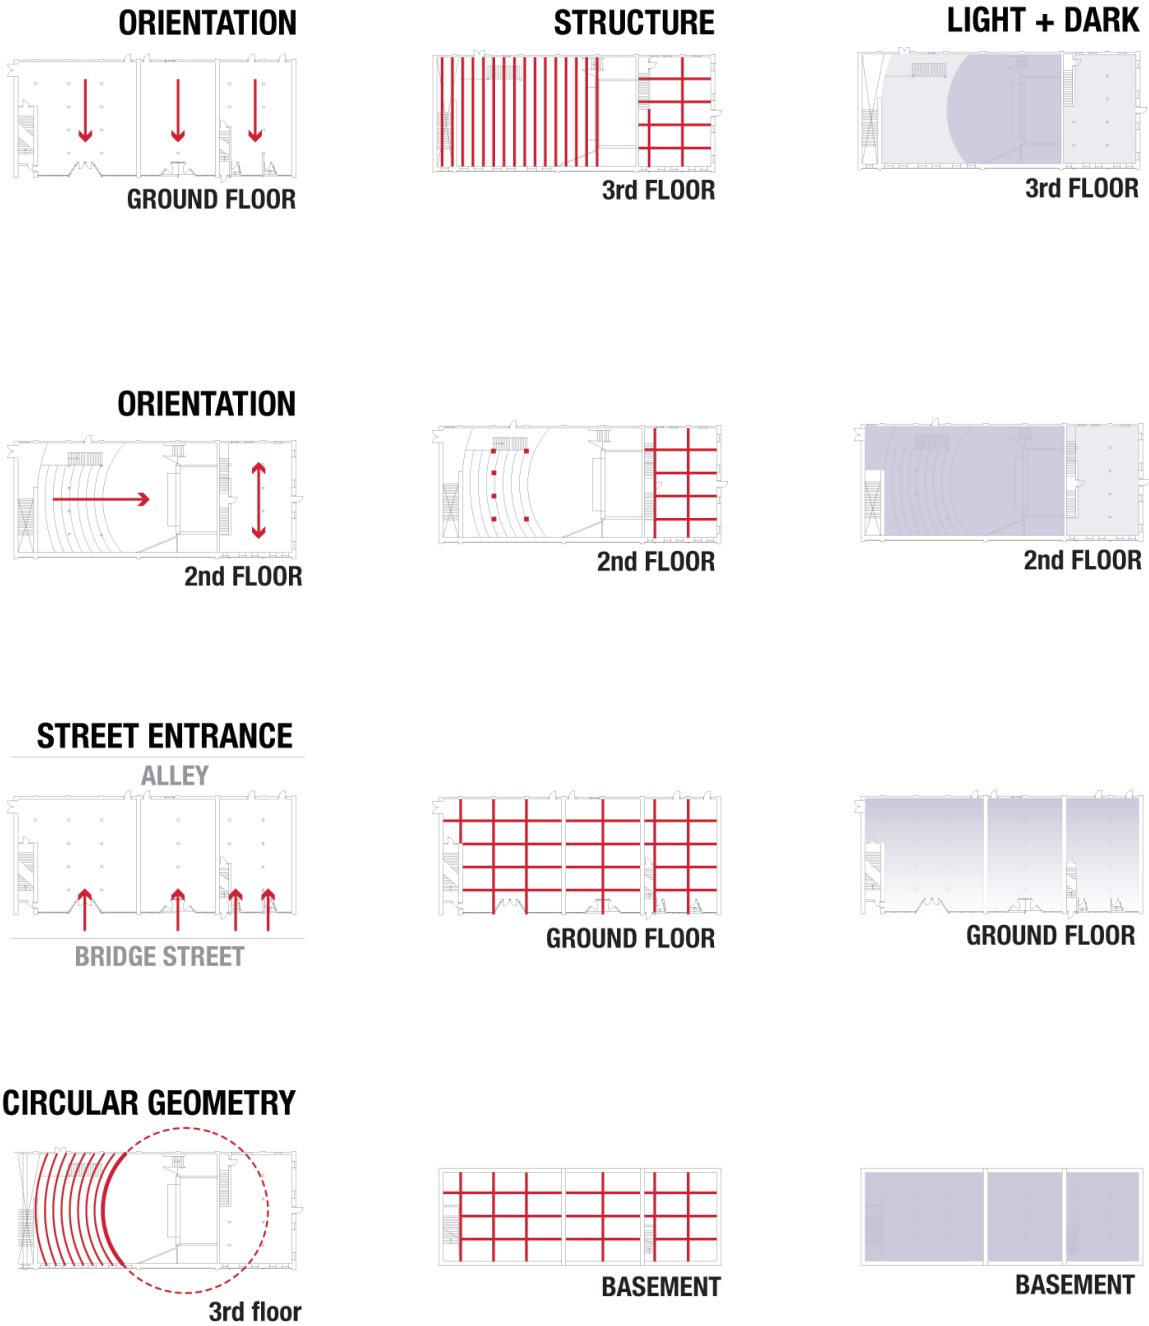 ORIENTATION
GROUND FLOOR
STRUCTURE
3rd FLOOR
LIGHT + DARK
3rd FLOOR
ORIENTATION
2nd FLOOR
2nd FLOOR
2nd FLOOR
STREET ENTRANCE
ALLEY
BRIDGE STREET
GROUND FLOOR
GROUND FLOOR
CIRCULAR GEOMETRY
3rd floor
BASEMENT
BASEMENT